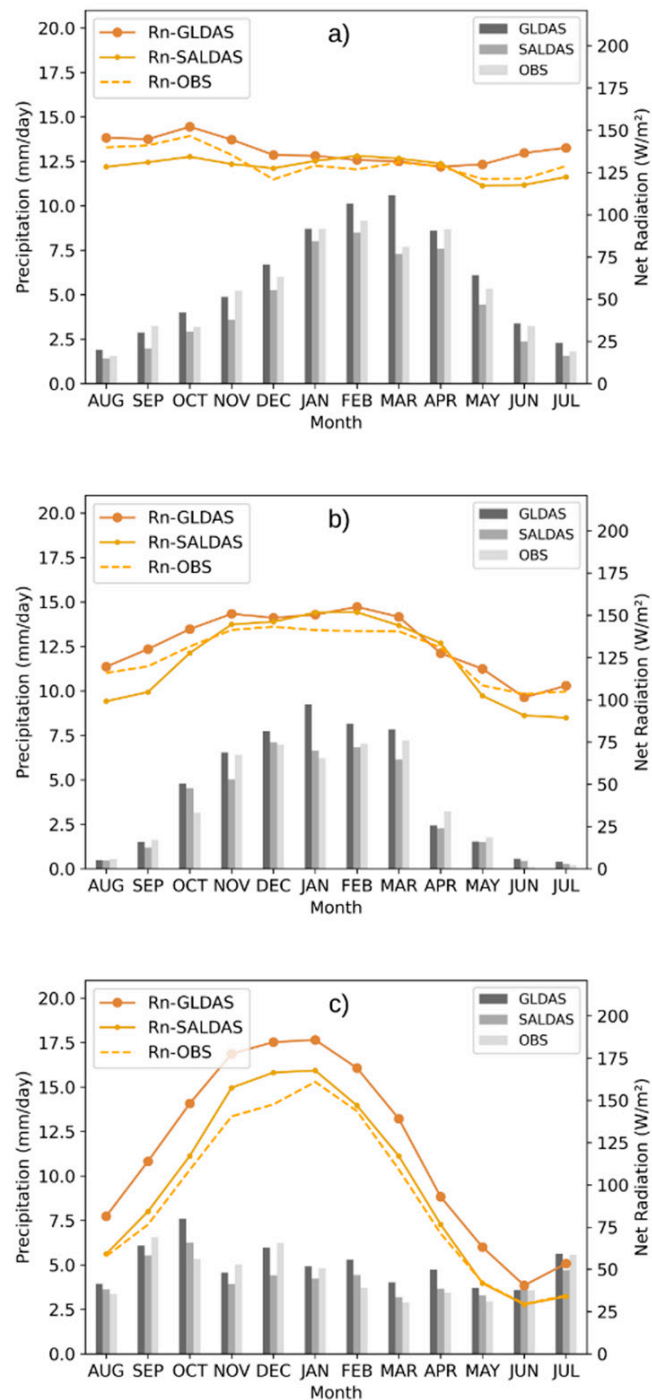 a)
Rn-GLDAS
Rn-SALDAS
Rn-OBS
GLDAS
SALDAS
OBS
Precipitation (mm/day)
20.0
17.5
15.0
12.5
10.0
7.5
5.0
2.5
0.0
Net Radiation (W/m²)
200
175
150
125
100
75
50
25
0
AUG SEP OCT NOV DEC JAN FEB MAR APR MAY JUN JUL
Month
b)
Rn-GLDAS
Rn-SALDAS
Rn-OBS
GLDAS
SALDAS
OBS
Precipitation (mm/day)
20.0
17.5
15.0
12.5
10.0
7.5
5.0
2.5
0.0
Net Radiation (W/m²)
200
175
150
125
100
75
50
25
0
AUG SEP OCT NOV DEC JAN FEB MAR APR MAY JUN JUL
Month
c)
Rn-GLDAS
Rn-SALDAS
Rn-OBS
GLDAS
SALDAS
OBS
Precipitation (mm/day)
20.0
17.5
15.0
12.5
10.0
7.5
5.0
2.5
0.0
Net Radiation (W/m²)
200
175
150
125
100
75
50
25
0
AUG SEP OCT NOV DEC JAN FEB MAR APR MAY JUN JUL
Month